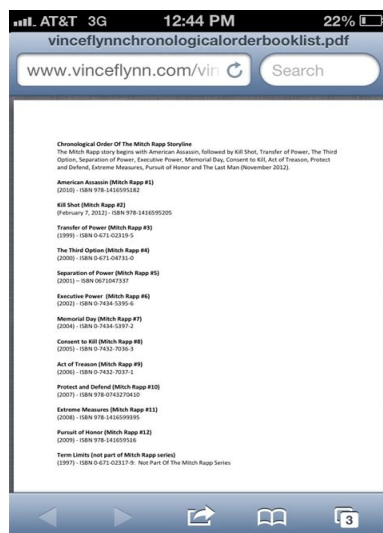 AT&T 3G 12:44 PM 22%
vinceflynnchronologicalorderbooklist.pdf
www.vinceflynn.com/vin Search
Chronological Order Of The Mitch Rapp Storyline
The Mitch Rapp story begins with American Assassin, followed by Kill Shot, Transfer of Power, The Third
Option, Separation of Power, Executive Power, Memorial Day, Consent to Kill, Act of Treason, Protect
and Defend, Extreme Measures, Pursuit of Honor and The Last Man (November 2012).
American Assassin (Mitch Rapp #1)
(2010) - ISBN 978-1416595182
Kill Shot (Mitch Rapp #2)
(February 7, 2012) - ISBN 978-1416595205
Transfer of Power (Mitch Rapp #3)
(1999) - ISBN 0-671-02319-5
The Third Option (Mitch Rapp #4)
(2000) - ISBN 0-671-04731-0
Separation of Power (Mitch Rapp #5)
(2001) – ISBN 0671047337
Executive Power (Mitch Rapp #6)
(2002) - ISBN 0-7434-5395-6
Memorial Day (Mitch Rapp #7)
(2004) - ISBN 0-7434-5397-2
Consent to Kill (Mitch Rapp #8)
(2005) - ISBN 0-7432-7036-3
Act of Treason (Mitch Rapp #9)
(2006) - ISBN 0-7432-7037-1
Protect and Defend (Mitch Rapp #10)
(2007) - ISBN 978-0743270410
Extreme Measures (Mitch Rapp #11)
(2008) - ISBN 978-1416599395
Pursuit of Honor (Mitch Rapp #12)
(2009) - ISBN 978-141659516
Term Limits (not part of Mitch Rapp series)
(1997) - ISBN 0-671-02317-9: Not Part Of The Mitch Rapp Series
3